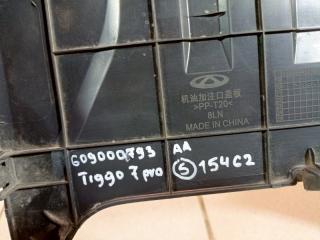 机油加注口盖板
>PP-T20<
8LN
MADE IN CHINA
609000793
Tiggo 7 pro
AA
5 154C2